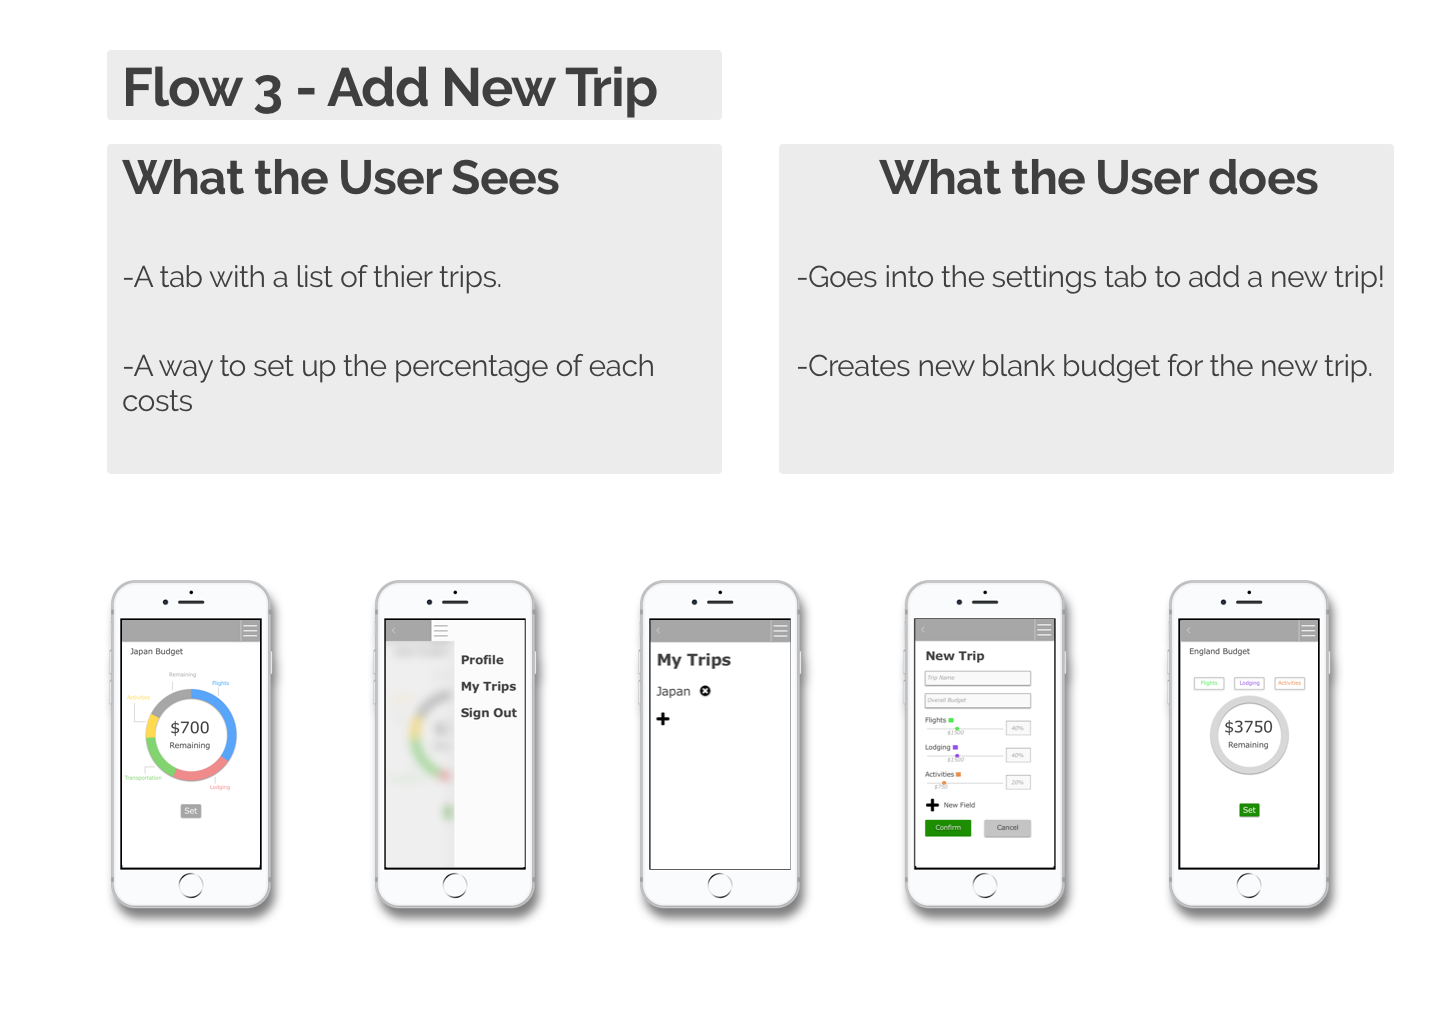 Flow 3 - Add New Trip
What the User Sees
-A tab with a list of thier trips.
-A way to set up the percentage of each
costs
What the User does
-Goes into the settings tab to add a new trip!
-Creates new blank budget for the new trip.
Japan Budget
Remaining
Flights
Activities
$700
Remaining
Transportation
Lodging
Set
Profile
My Trips
Sign Out
My Trips
Japan
New Trip
Trip Name
Overall Budget
Flights
$1500
40%
Lodging
$1500
40%
Activities
$750
20%
New Field
Confirm
Cancel
England Budget
Flights
Lodging
Activities
$3750
Remaining
Set